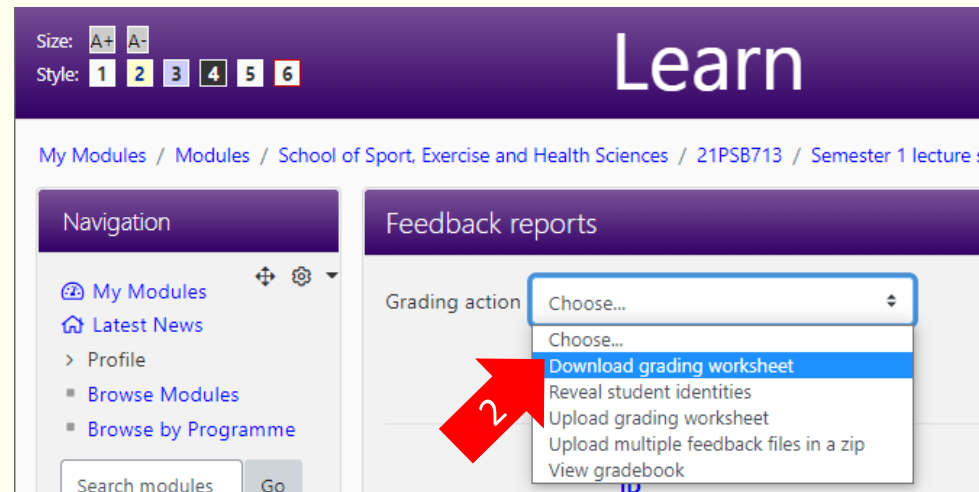 Size: A+ A-
Style: 1 2 3 4 5 6
Learn
My Modules / Modules / School of Sport, Exercise and Health Sciences / 21PSB713 / Semester 1 lecture
Navigation
My Modules
Latest News
Profile
Browse Modules
Browse by Programme
Search modules Go
Feedback reports
Grading action Choose...
Choose...
Download grading worksheet
Reveal student identities
Upload grading worksheet
Upload multiple feedback files in a zip
View gradebook
2